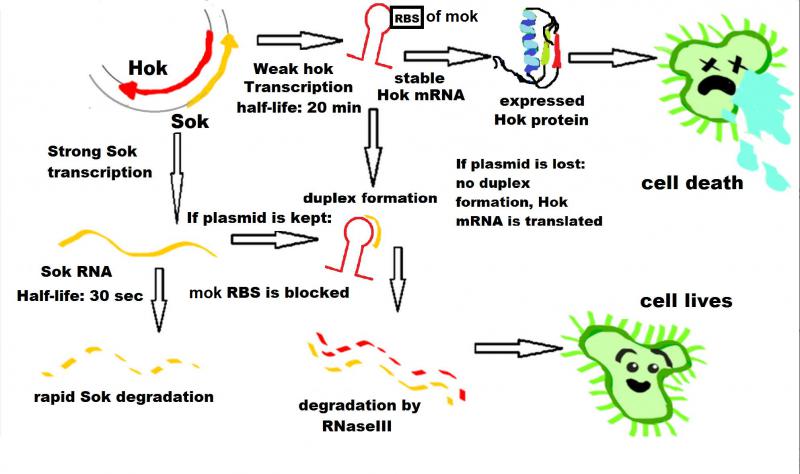 Hok
Sok
RBS of mok
Weak hok
Transcription
half-life: 20 min
stable
Hok mRNA
expressed
Hok protein
cell death
Strong Sok
transcription
If plasmid is lost:
no duplex
formation, Hok
mRNA is translated
duplex formation
If plasmid is kept:
Sok RNA
Half-life: 30 sec
mok RBS is blocked
cell lives
rapid Sok degradation
degradation by
RNaseIII